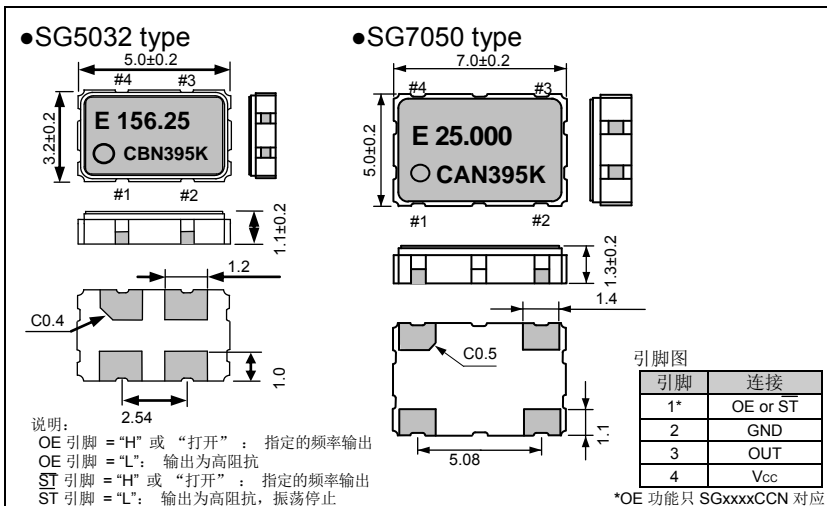 ●SG5032 type
5.0±0.2
#4 #3
3.2±0.2
E 156.25
CBN395K
#1 #2
1.1±0.2
1.2
C0.4
1.0
2.54
●SG7050 type
7.0±0.2
#4 #3
5.0±0.2
E 25.000
CAN395K
#1 #2
1.3±0.2
1.4
C0.5
1.1
5.08
引脚图
引脚 连接
1* OE or S̅T̅
2 GND
3 OUT
4 Vcc
*OE 功能只 SGxxxxCCN 对应
说明:
OE 引脚 = “H” 或 “打开” : 指定的频率输出
OE 引脚 = “L”: 输出为高阻抗
S̅T̅ 引脚 = “H” 或 “打开” : 指定的频率输出
S̅T̅ 引脚 = “L”: 输出为高阻抗，振荡停止